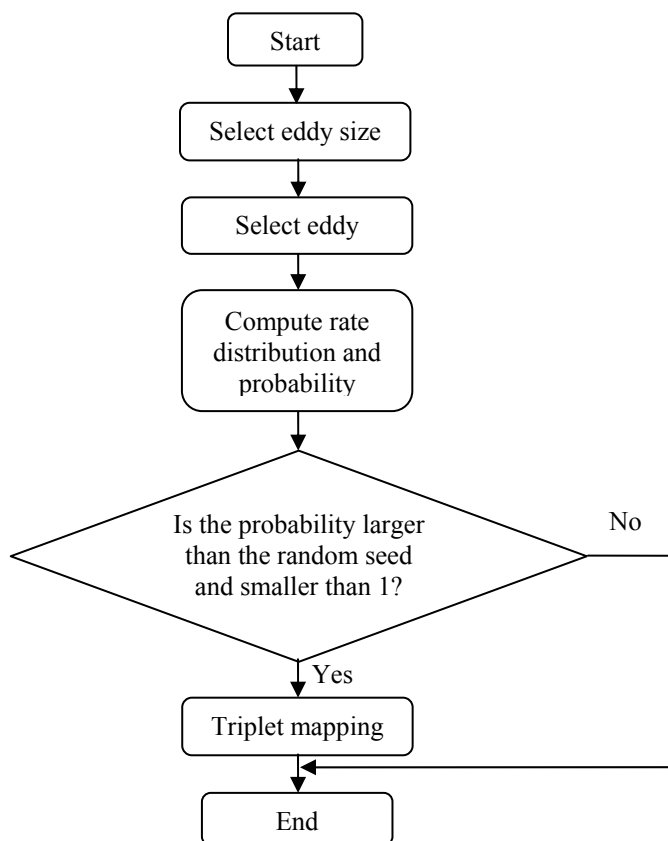 Start
Select eddy size
Select eddy
Compute rate
distribution and
probability
Is the probability larger
than the random seed
and smaller than 1?
No
Yes
Triplet mapping
End